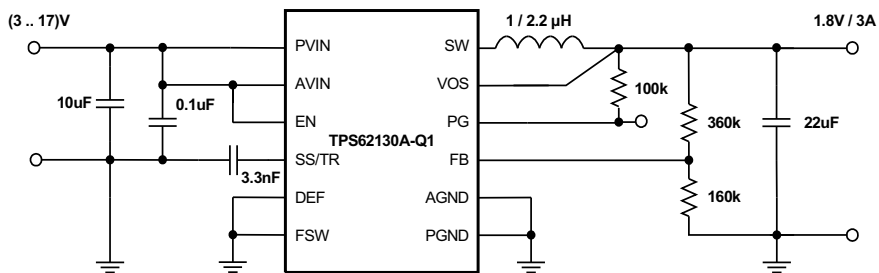 (3 .. 17)V
1 / 2.2 µH
1.8V / 3A
PVIN
SW
AVIN
VOS
100k
10uF
0.1uF
EN
PG
360k
22uF
TPS62130A-Q1
SS/TR
FB
3.3nF
DEF
AGND
160k
FSW
PGND